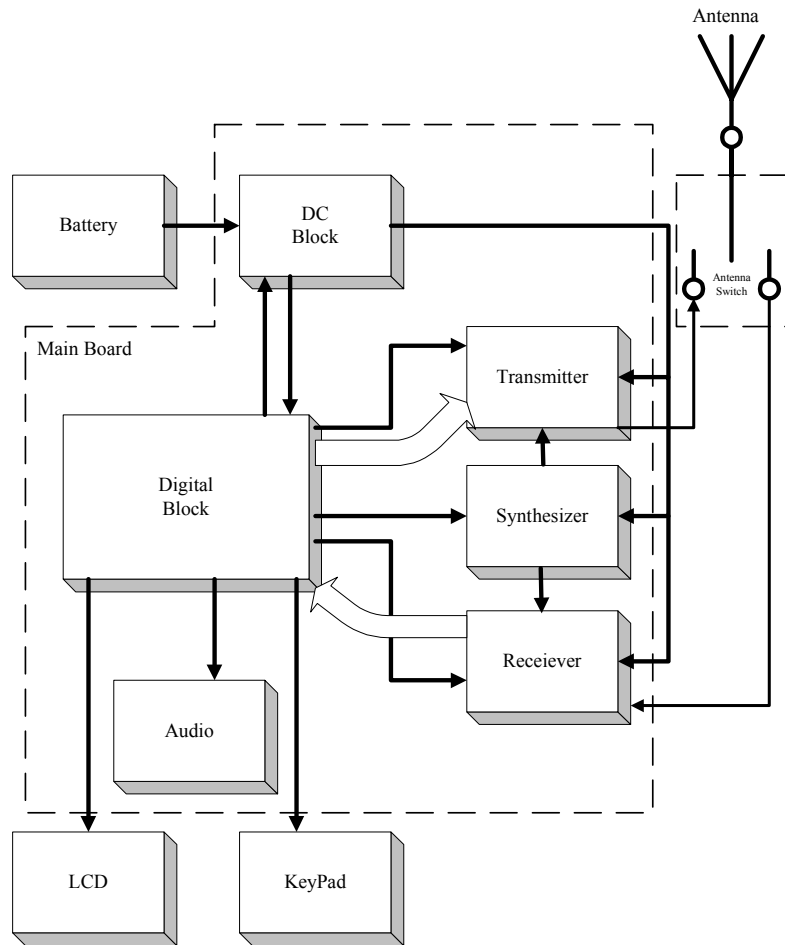 Antenna
Battery
DC
Block
Antenna
Switch
Main Board
Transmitter
Digital
Block
Synthesizer
Receiever
Audio
LCD
KeyPad